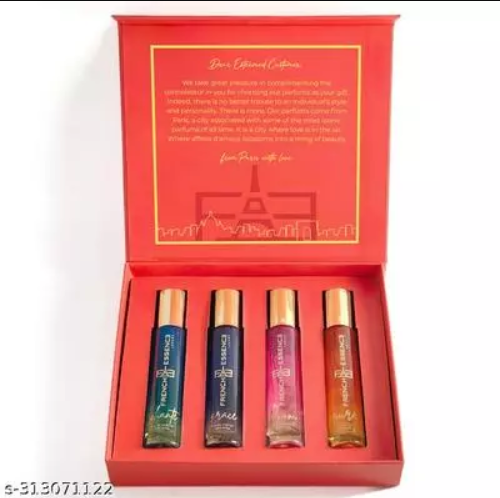 Dear Esteemed Customer,
We take great pleasure in complimenting the
connoisseur in you for choosing our perfume as your gift.
Indeed, there is no better tribute to an individual's style
and personality. There is more. Our perfumes come from
Paris, a city associated with some of the most iconic
perfumes of all time. It is a city where love is in the air.
Where affairs d'amour blossoms into a thing of beauty.
from Paris with love
FRENCH ESSENCE
FRENCH ESSENCE
grace
FRENCH ESSENCE
FRENCH ESSENCE
s-313071122